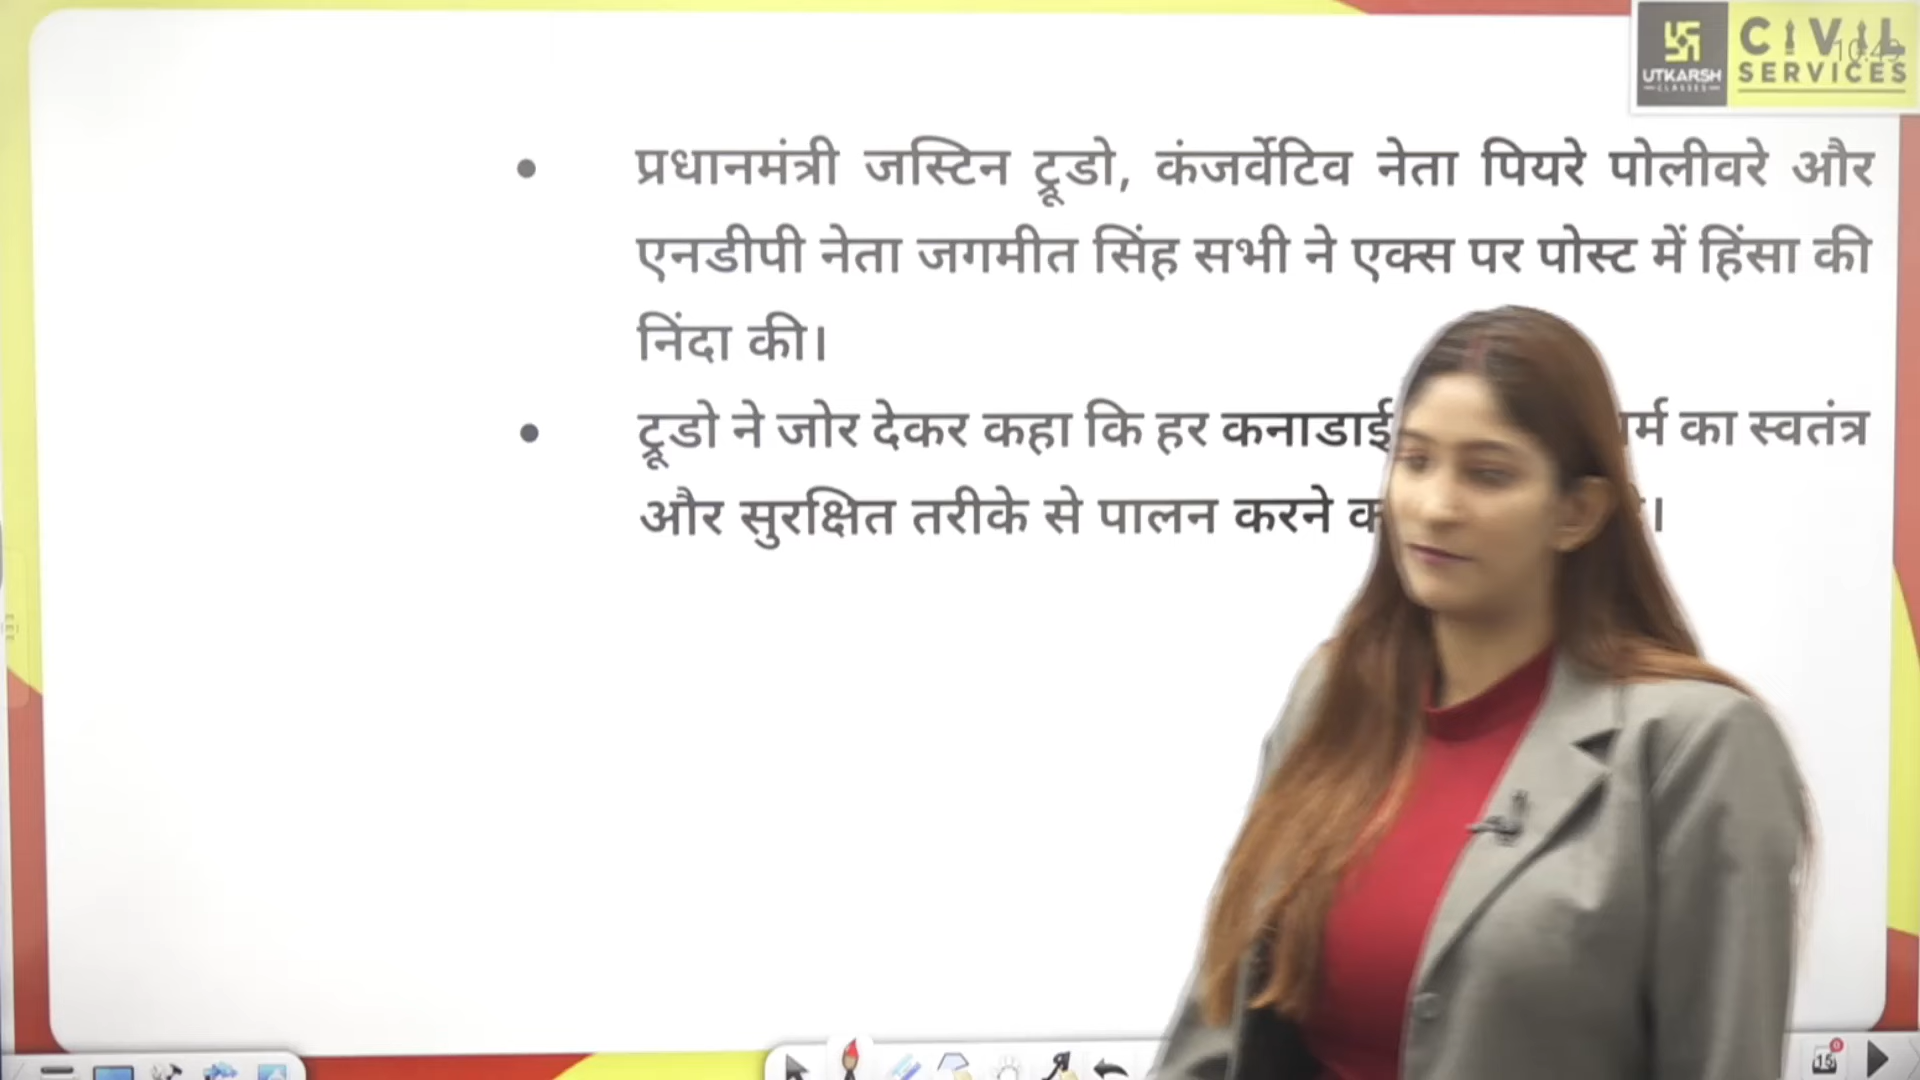 UTKARSH
CLASSES
CIVIL
SERVICES
प्रधानमंत्री जस्टिन ट्रूडो, कंजर्वेटिव नेता पियरे पोलीवरे और
एनडीपी नेता जगमीत सिंह सभी ने एक्स पर पोस्ट में हिंसा की
निंदा की।
ट्रूडो ने जोर देकर कहा कि हर कनाडाई का स्वतंत्र
और सुरक्षित तरीके से पालन करने
15